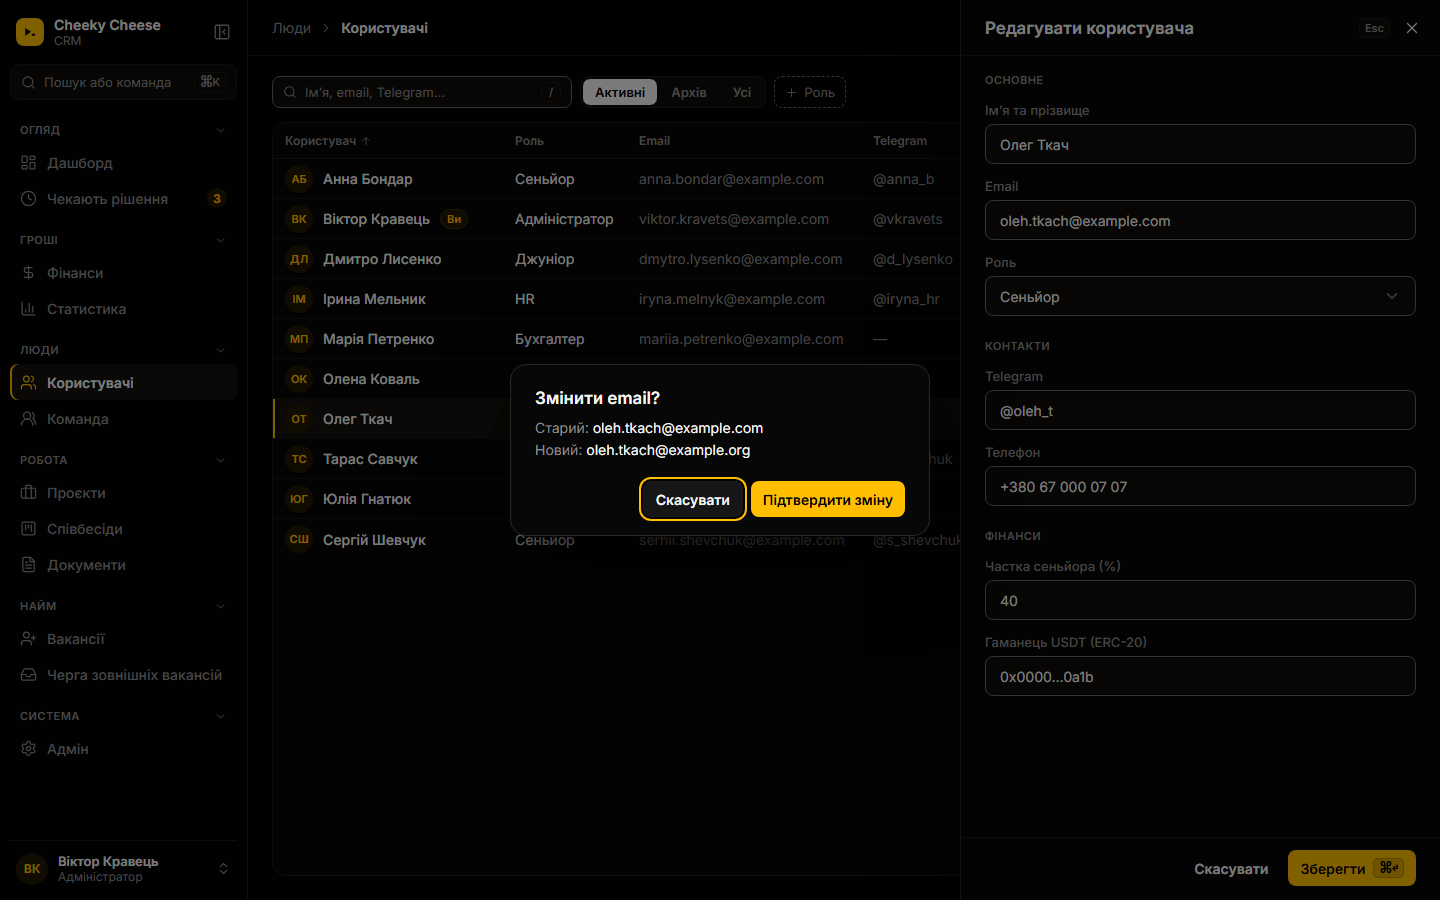 Cheeky Cheese
CRM
Пошук або команда ⌘K
ОГЛЯД
Дашборд
Чекають рішення 3
ГРОШІ
Фінанси
Статистика
ЛЮДИ
Користувачі
Команда
РОБОТА
Проєкти
Співбесіди
Документи
НАЙМ
Вакансії
Черга зовнішніх вакансій
СИСТЕМА
Адмін
ВК Віктор Кравець
Адміністратор
Люди > Користувачі
Ім'я, email, Telegram... /
Активні Архів Усі + Роль
Користувач ↑ Роль Email Telegram
АБ Анна Бондар Сеньйор anna.bondar@example.com @anna_b
ВК Віктор Кравець Ви Адміністратор viktor.kravets@example.com @vkravets
ДЛ Дмитро Лисенко Джуніор dmytro.lysenko@example.com @d_lysenko
ІМ Ірина Мельник HR iryna.melnyk@example.com @iryna_hr
МП Марія Петренко Бухгалтер mariia.petrenko@example.com —
ОК Олена Коваль
ОТ Олег Ткач
ТС Тарас Савчук
ЮГ Юлія Гнатюк
СШ Сергій Шевчук Сеньйор serhii.shevchuk@example.com @s_shevchuk
Змінити email?
Старий: oleh.tkach@example.com
Новий: oleh.tkach@example.org
Скасувати Підтвердити зміну
Редагувати користувача Esc
ОСНОВНЕ
Ім'я та прізвище
Олег Ткач
Email
oleh.tkach@example.com
Роль
Сеньйор
КОНТАКТИ
Telegram
@oleh_t
Телефон
+380 67 000 07 07
ФІНАНСИ
Частка сеньйора (%)
40
Гаманець USDT (ERC-20)
0x0000...0a1b
Скасувати Зберегти ⌘↵